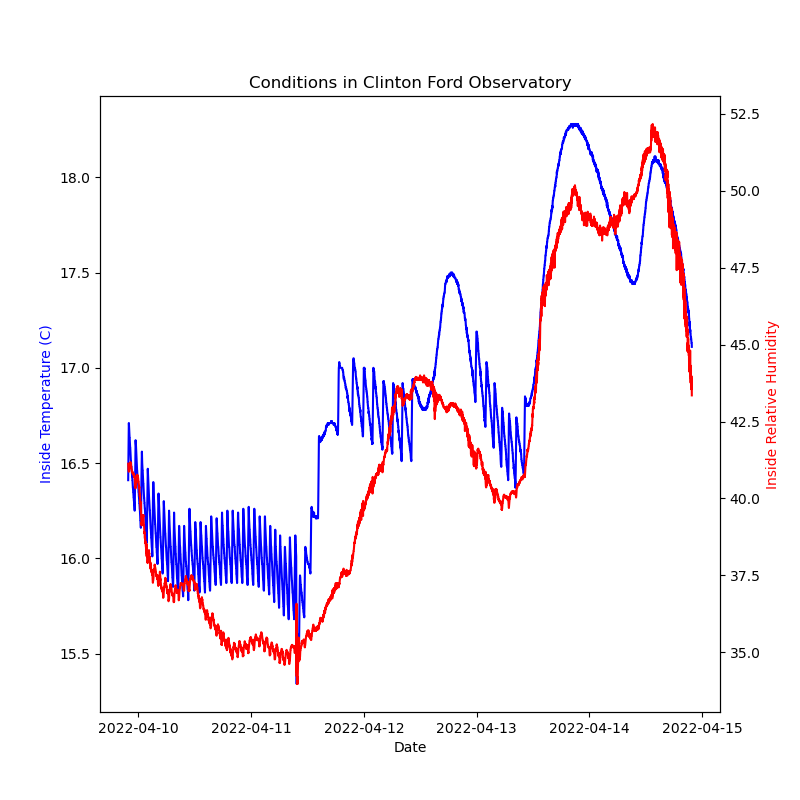 Conditions in Clinton Ford Observatory
Inside Temperature (C)
18.0
17.5
17.0
16.5
16.0
15.5
52.5
50.0
47.5
45.0
42.5
40.0
37.5
35.0
Inside Relative Humidity
2022-04-10 2022-04-11 2022-04-12 2022-04-13 2022-04-14 2022-04-15
Date